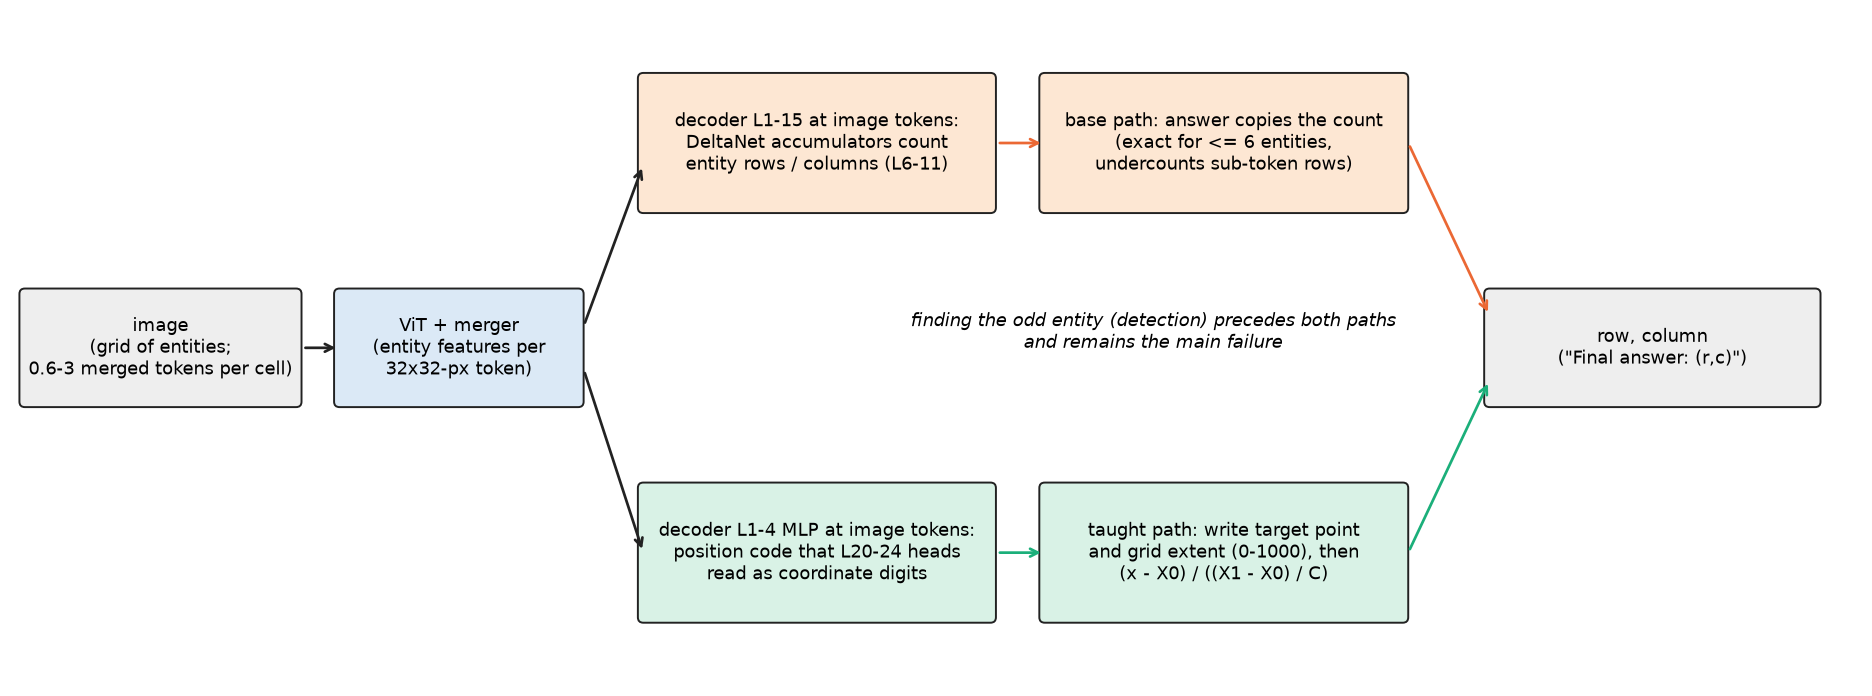 image
(grid of entities;
0.6-3 merged tokens per cell)
ViT + merger
(entity features per
32x32-px token)
decoder L1-15 at image tokens:
DeltaNet accumulators count
entity rows / columns (L6-11)
base path: answer copies the count
(exact for <= 6 entities,
undercounts sub-token rows)
finding the odd entity (detection) precedes both paths
and remains the main failure
decoder L1-4 MLP at image tokens:
position code that L20-24 heads
read as coordinate digits
taught path: write target point
and grid extent (0-1000), then
(x - X0) / ((X1 - X0) / C)
row, column
("Final answer: (r,c)")